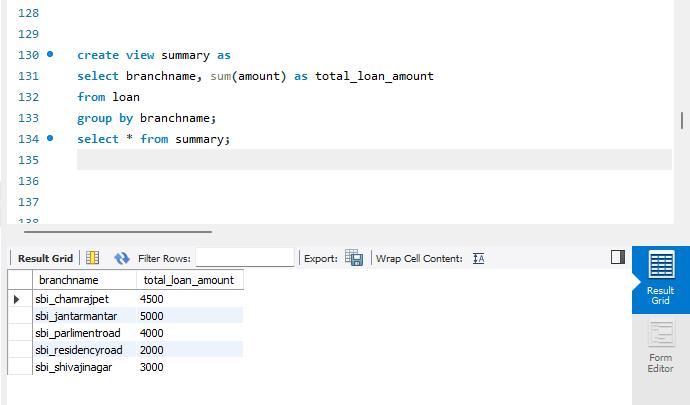 128
129
130 create view summary as
131 select branchname, sum(amount) as total_loan_amount
132 from loan
133 group by branchname;
134 select * from summary;
135
136
137
138
Result Grid Filter Rows: Export: Wrap Cell Content: IA
branchname total_loan_amount
sbi_chamrajpet 4500
sbi_jantarmantar 5000
sbi_parlimentroad 4000
sbi_residencyroad 2000
sbi_shivajinagar 3000
Result
Grid
Form
Editor